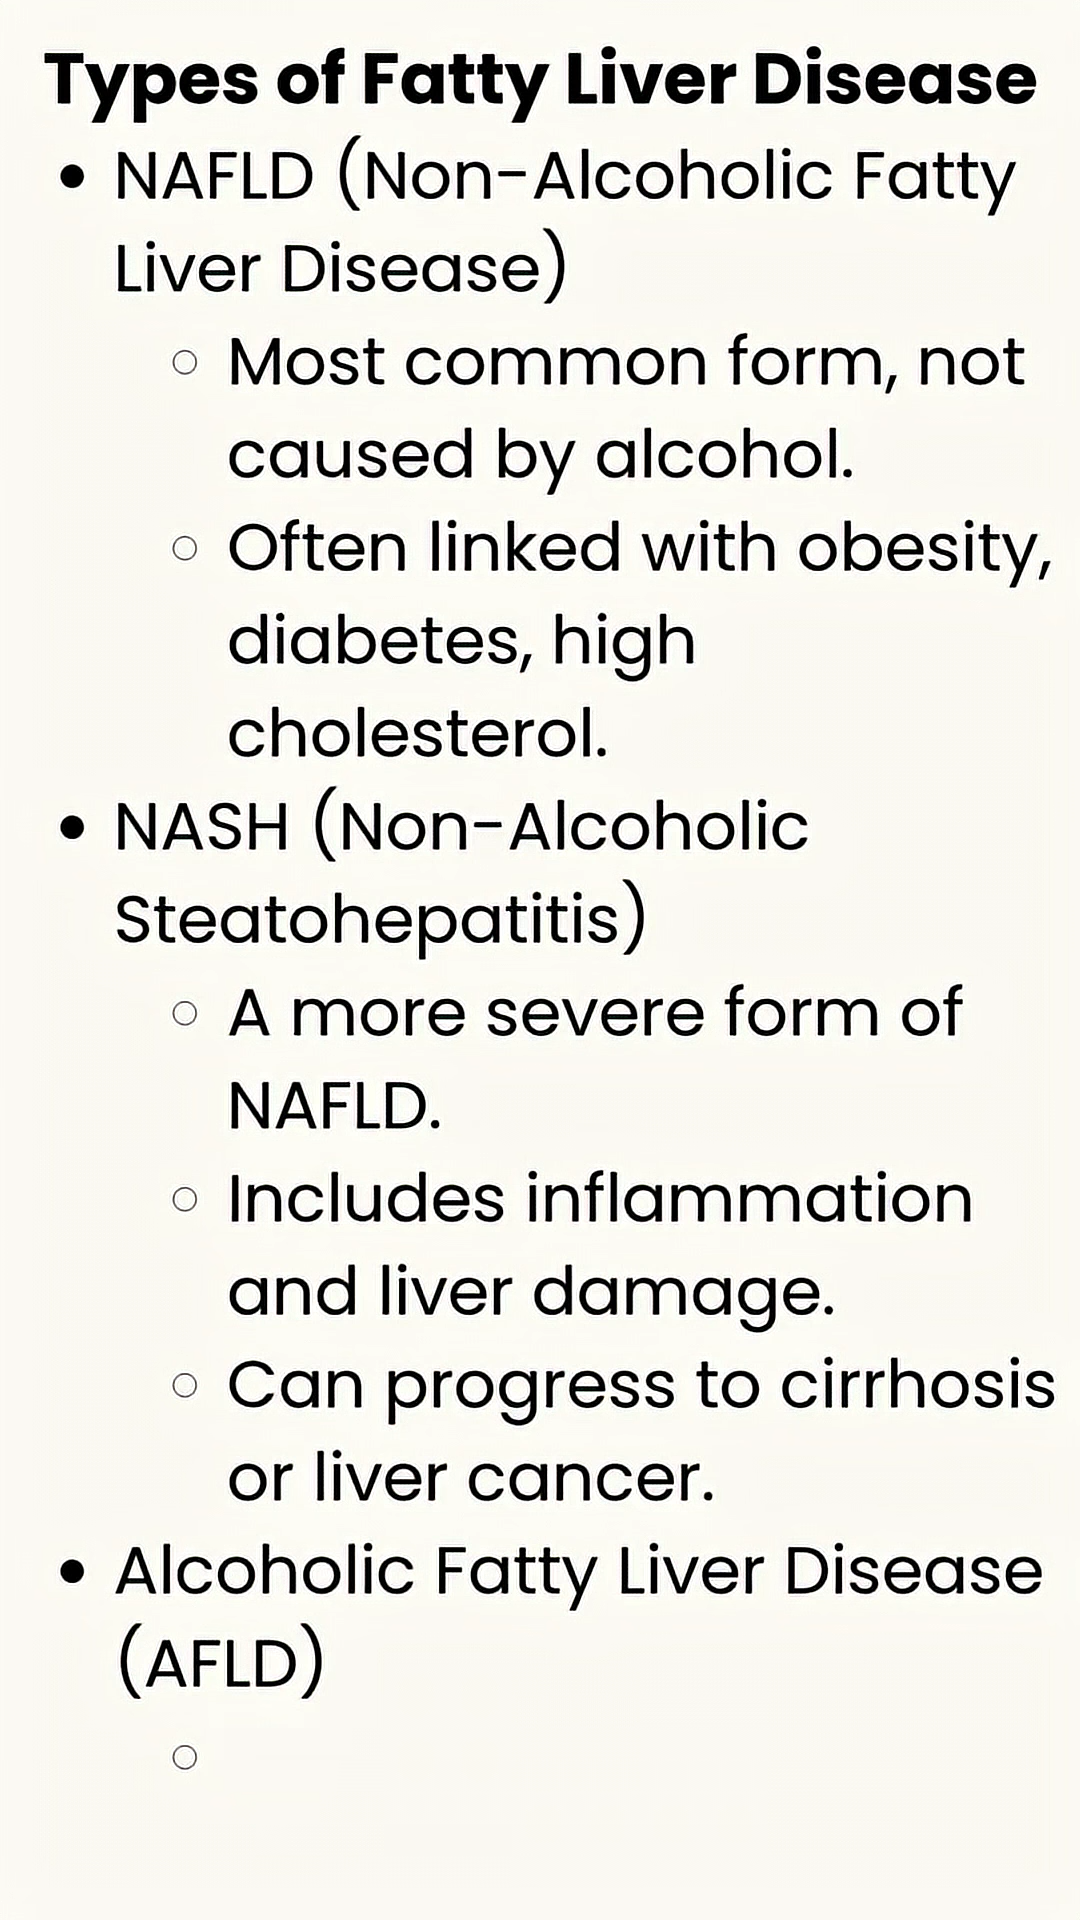 Types of Fatty Liver Disease
• NAFLD (Non-Alcoholic Fatty
Liver Disease)
○ Most common form, not
caused by alcohol.
○ Often linked with obesity,
diabetes, high
cholesterol.
• NASH (Non-Alcoholic
Steatohepatitis)
○ A more severe form of
NAFLD.
○ Includes inflammation
and liver damage.
○ Can progress to cirrhosis
or liver cancer.
• Alcoholic Fatty Liver Disease
(AFLD)
○